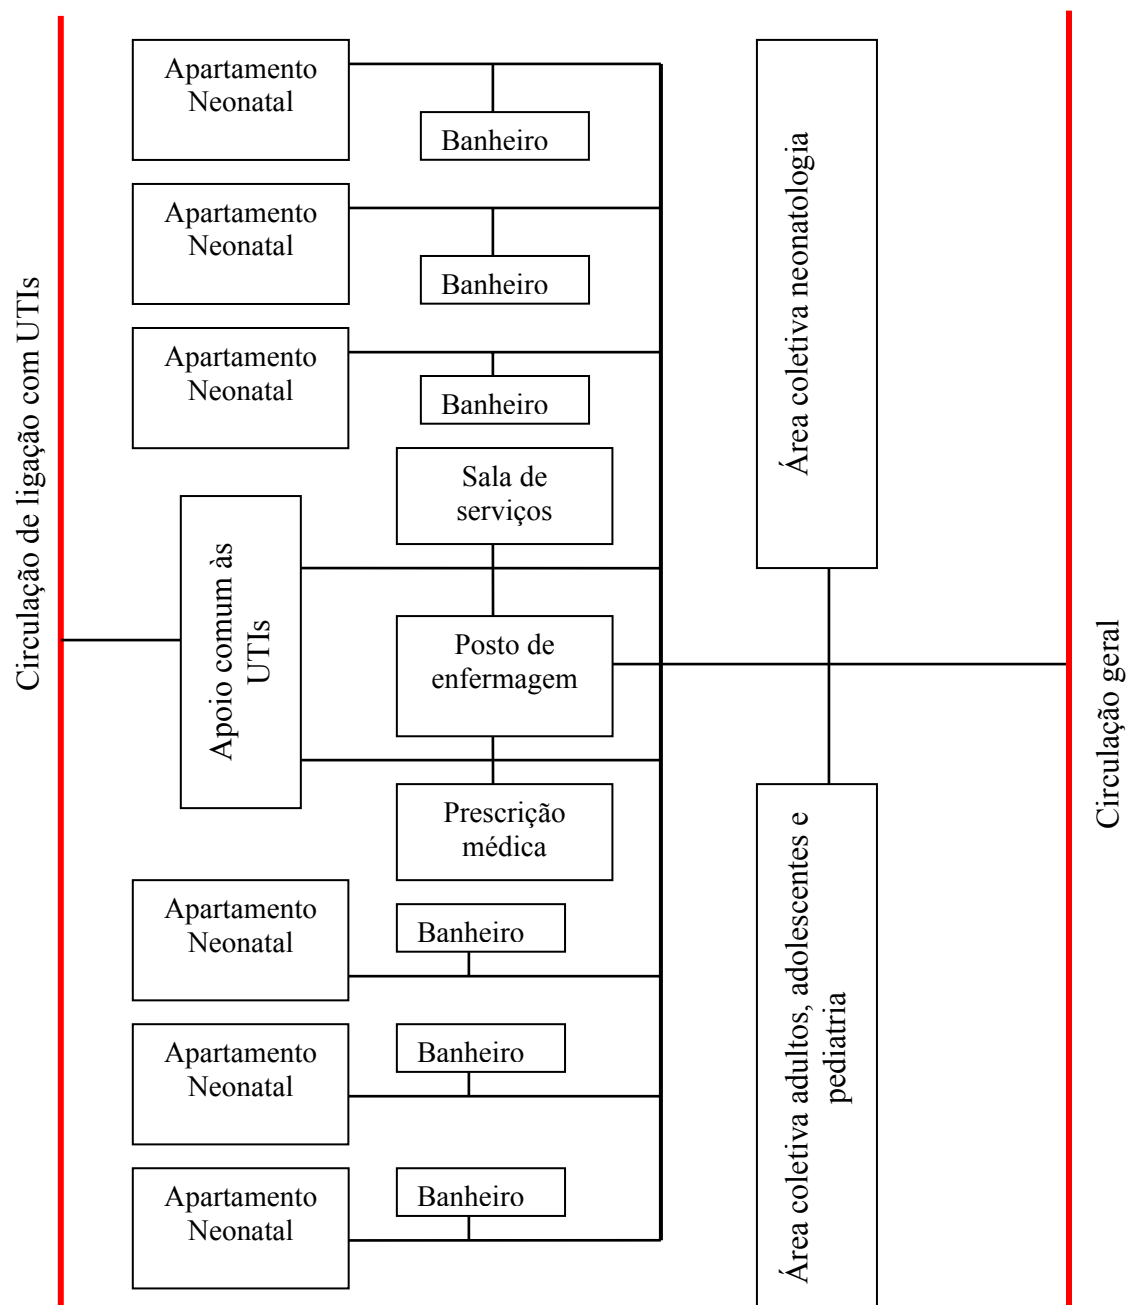 Circulação de ligação com UTIs
Apartamento
Neonatal
Banheiro
Apartamento
Neonatal
Banheiro
Apartamento
Neonatal
Banheiro
Sala de
serviços
Apoio comum às
UTIs
Posto de
enfermagem
Prescrição
médica
Apartamento
Neonatal
Banheiro
Apartamento
Neonatal
Banheiro
Apartamento
Neonatal
Banheiro
Área coletiva neonatologia
Área coletiva adultos, adolescentes e
pediatria
Circulação geral